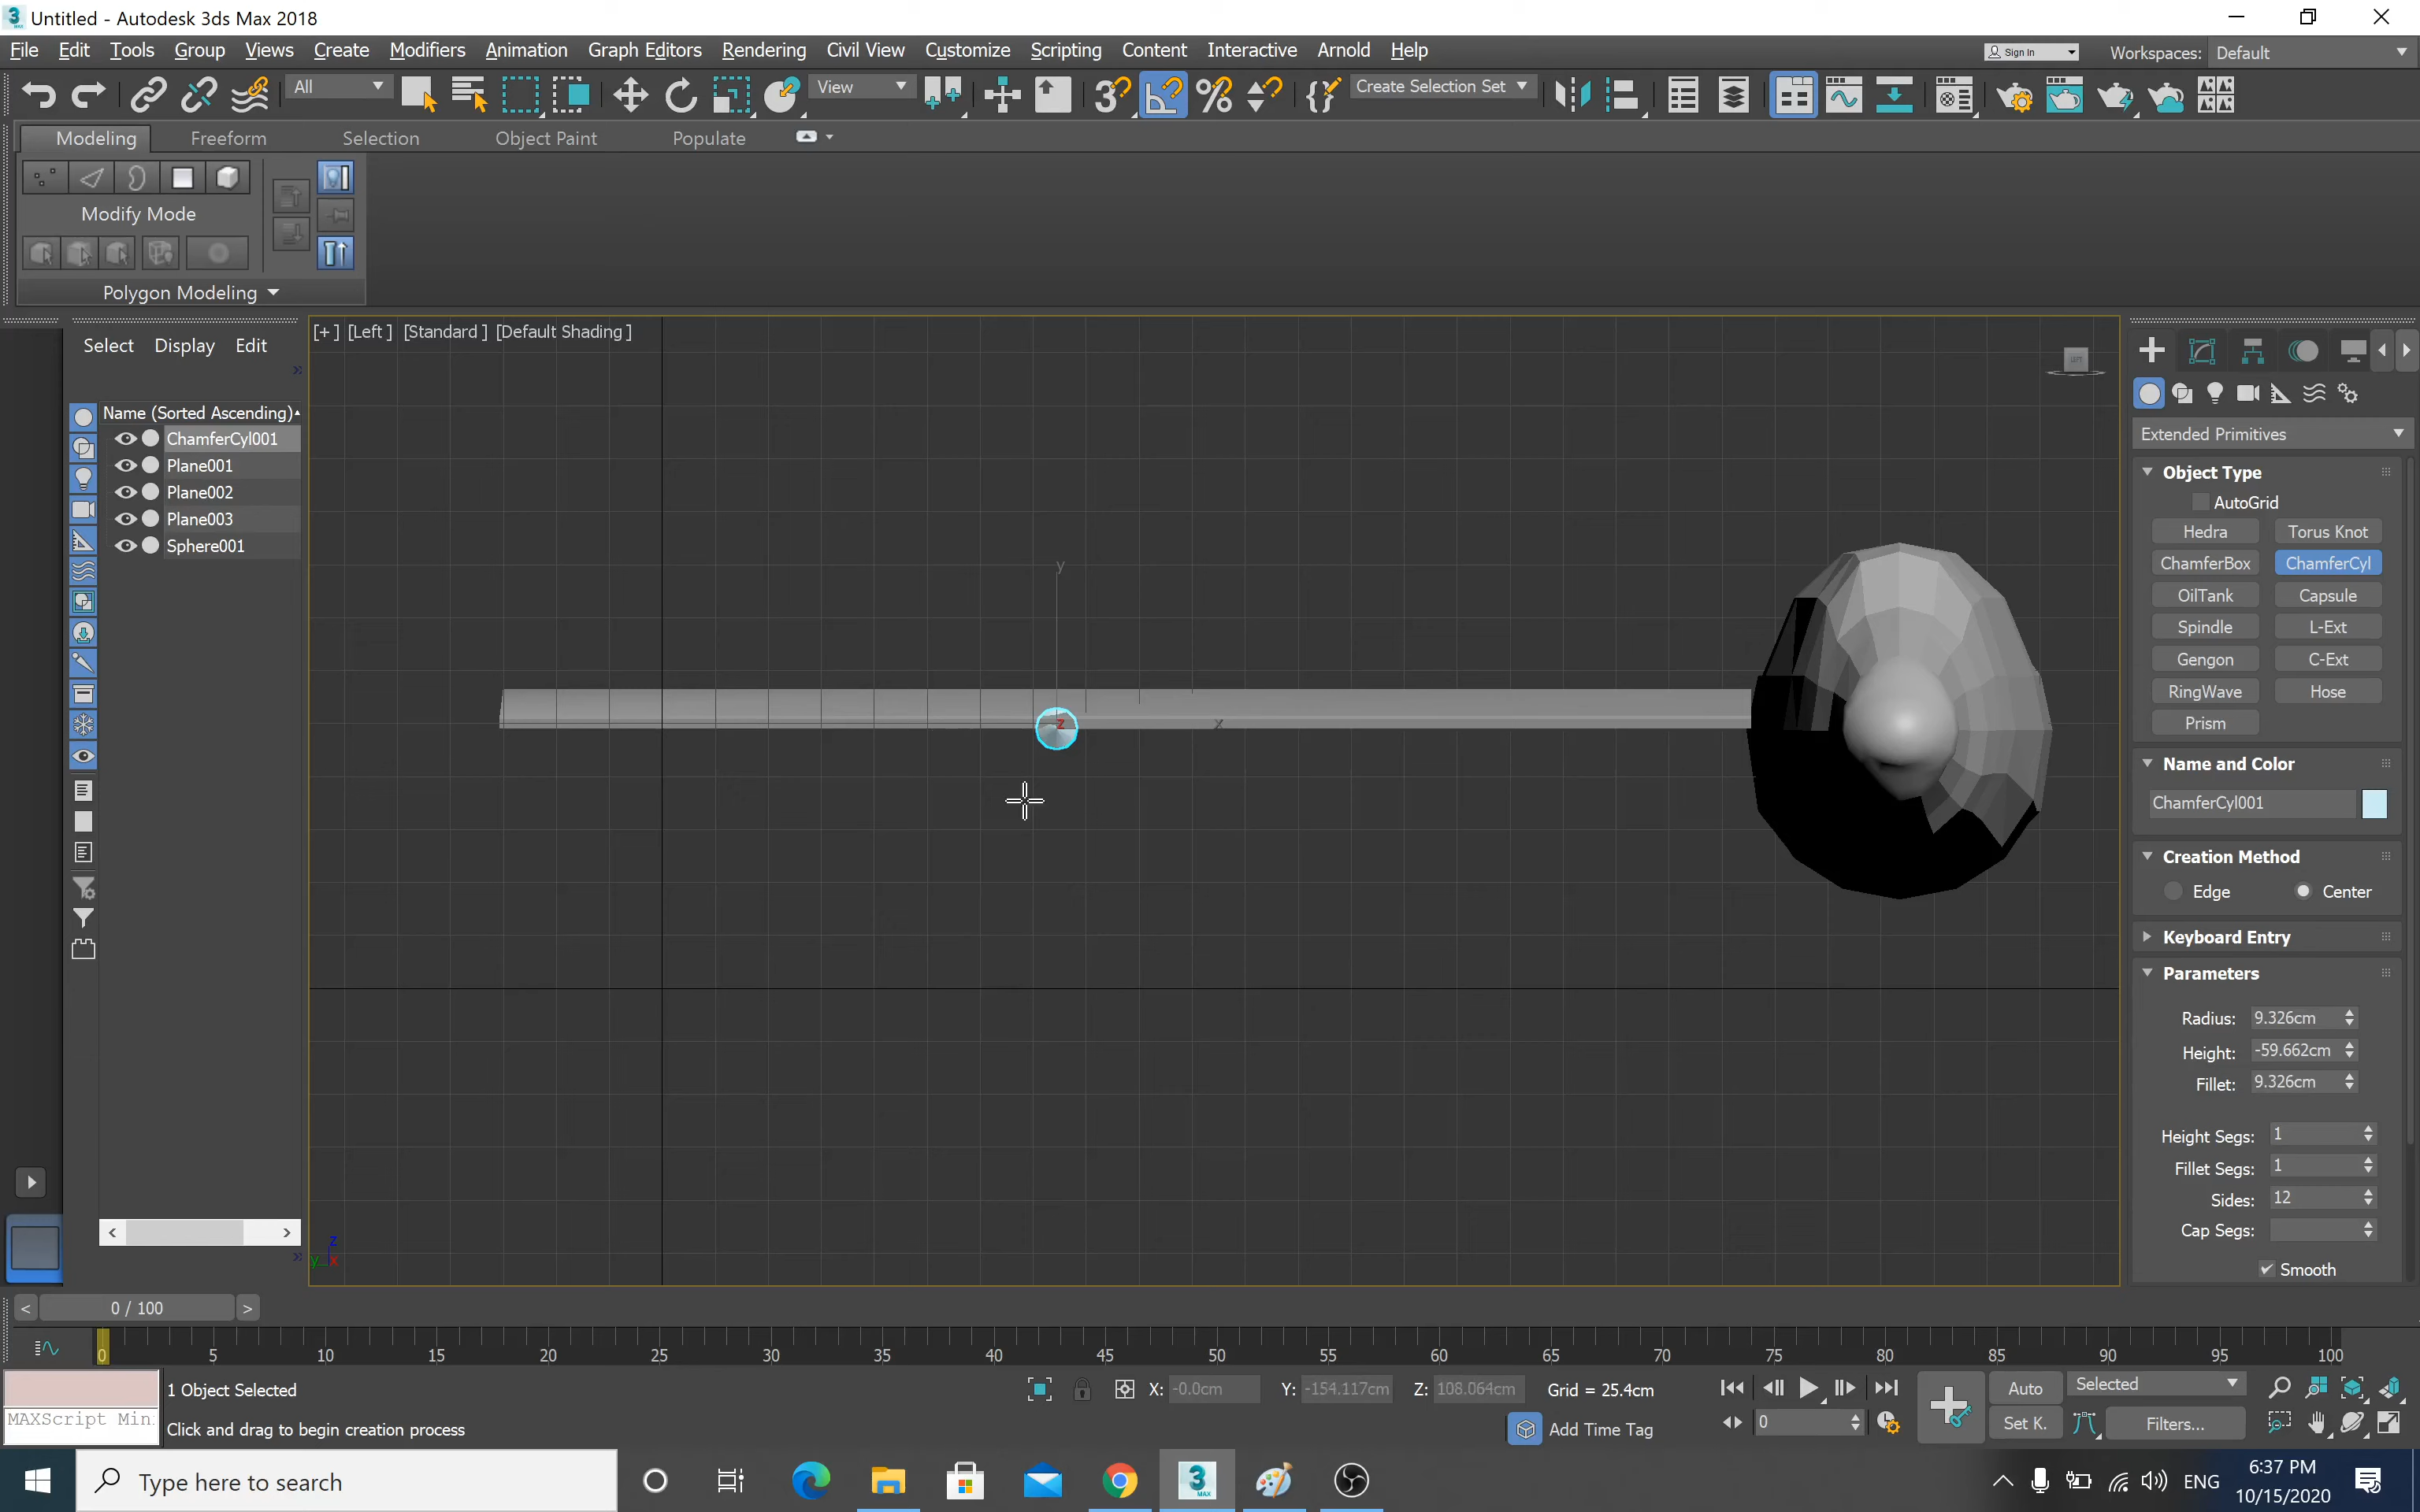 Untitled - Autodesk 3ds Max 2018
File Edit Tools Group Views Create Modifiers Animation Graph Editors Rendering Civil View Customize Scripting Content Interactive Arnold Help
Sign In
Workspaces: Default
All
View
Create Selection Set
Modeling Freeform Selection Object Paint Populate
Modify Mode
Polygon Modeling
Select Display Edit
Name (Sorted Ascending)
ChamferCyl001
Plane001
Plane002
Plane003
Sphere001
[+] [Left] [Standard] [Default Shading]
LEFT
y
z
x
z
y x
Extended Primitives
Object Type
AutoGrid
Hedra Torus Knot
ChamferBox ChamferCyl
OilTank Capsule
Spindle L-Ext
Gengon C-Ext
RingWave Hose
Prism
Name and Color
ChamferCyl001
Creation Method
Edge Center
Keyboard Entry
Parameters
Radius: 9.326cm
Height: -59.662cm
Fillet: 9.326cm
Height Segs: 1
Fillet Segs: 1
Sides: 12
Cap Segs:
Smooth
< 0 / 100 >
0 5 10 15 20 25 30 35 40 45 50 55 60 65 70 75 80 85 90 95 100
1 Object Selected
MAXScript Min
Click and drag to begin creation process
X: -0.0cm Y: -154.117cm Z: 108.064cm Grid = 25.4cm
Add Time Tag
0
Auto Selected
Set K. Filters...
Type here to search
3 MAX
ENG
6:37 PM
10/15/2020